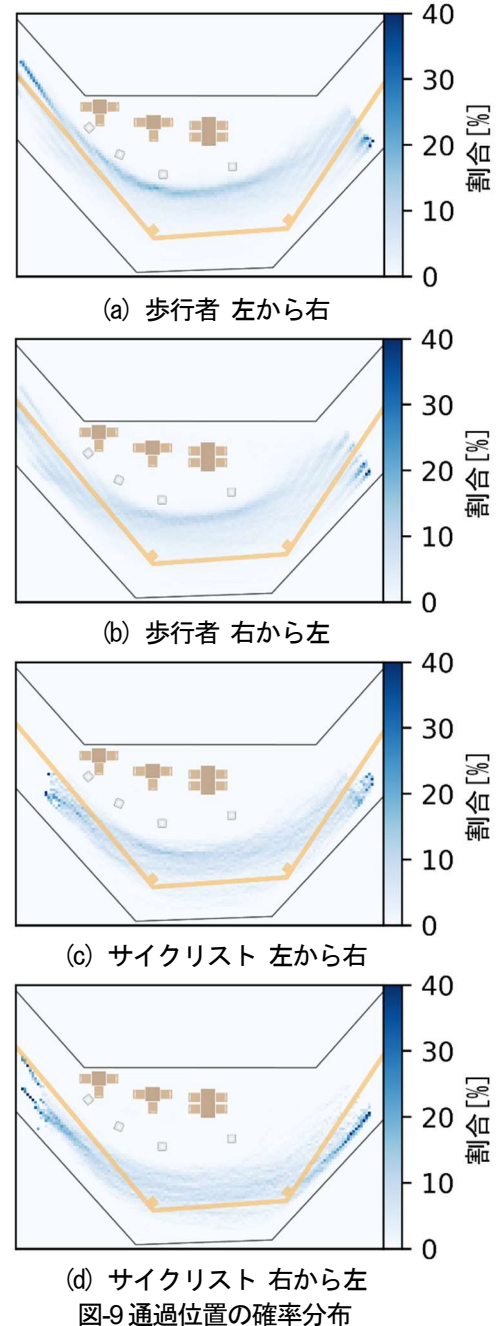 40
30
20
10
0
割合[%]
(a) 歩行者 左から右
40
30
20
10
0
割合[%]
(b) 歩行者 右から左
40
30
20
10
0
割合[%]
(c) サイクリスト 左から右
40
30
20
10
0
割合[%]
(d) サイクリスト 右から左
図-9 通過位置の確率分布